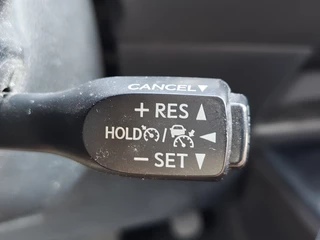 CANCEL▼
+ RES ▲
HOLD / ◄
− SET ▼